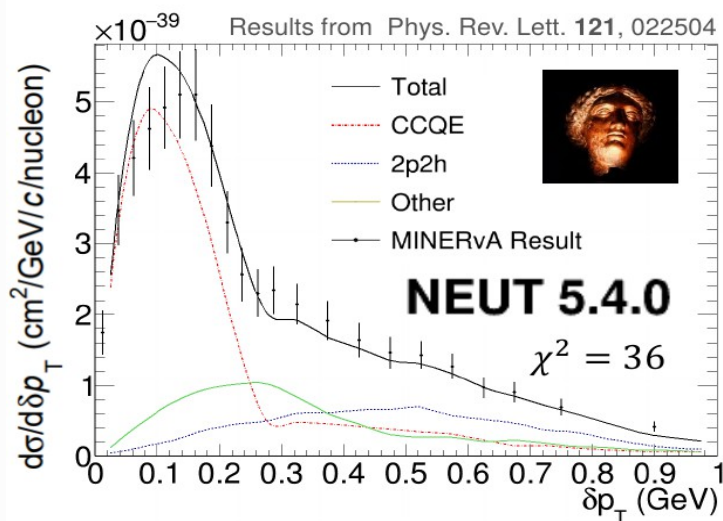 ×10⁻³⁹
Results from Phys. Rev. Lett. 121, 022504
dσ/dδp_T (cm²/GeV/c/nucleon)
5
4
3
2
1
0
Total
CCQE
2p2h
Other
MINERvA Result
NEUT 5.4.0
χ² = 36
0 0.1 0.2 0.3 0.4 0.5 0.6 0.7 0.8 0.9 1
δp_T (GeV)